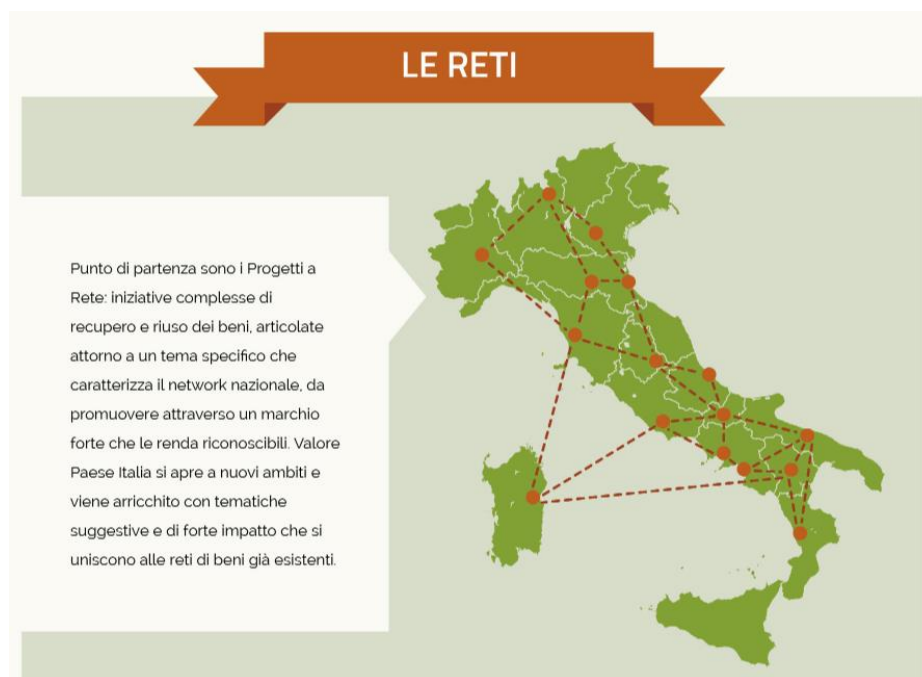 LE RETI
Punto di partenza sono i Progetti a
Rete: iniziative complesse di
recupero e riuso dei beni, articolate
attorno a un tema specifico che
caratterizza il network nazionale, da
promuovere attraverso un marchio
forte che le renda riconoscibili. Valore
Paese Italia si apre a nuovi ambiti e
viene arricchito con tematiche
suggestive e di forte impatto che si
uniscono alle reti di beni già esistenti.